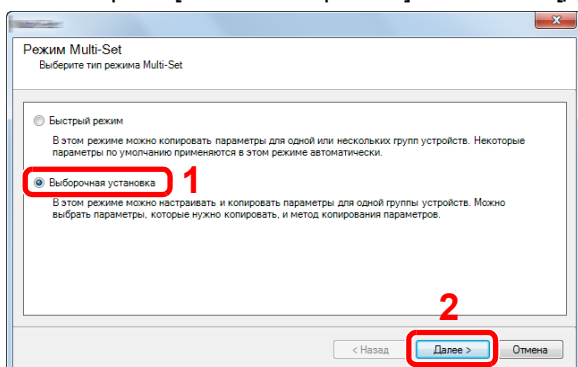 Режим Multi-Set
Выберите тип режима Multi-Set
Быстрый режим
В этом режиме можно копировать параметры для одной или нескольких групп устройств. Некоторые
параметры по умолчанию применяются в этом режиме автоматически.
Выборочная установка 1
В этом режиме можно настраивать и копировать параметры для одной группы устройств. Можно
выбрать параметры, которые нужно копировать, и метод копирования параметров.
2
< Назад Далее > Отмена